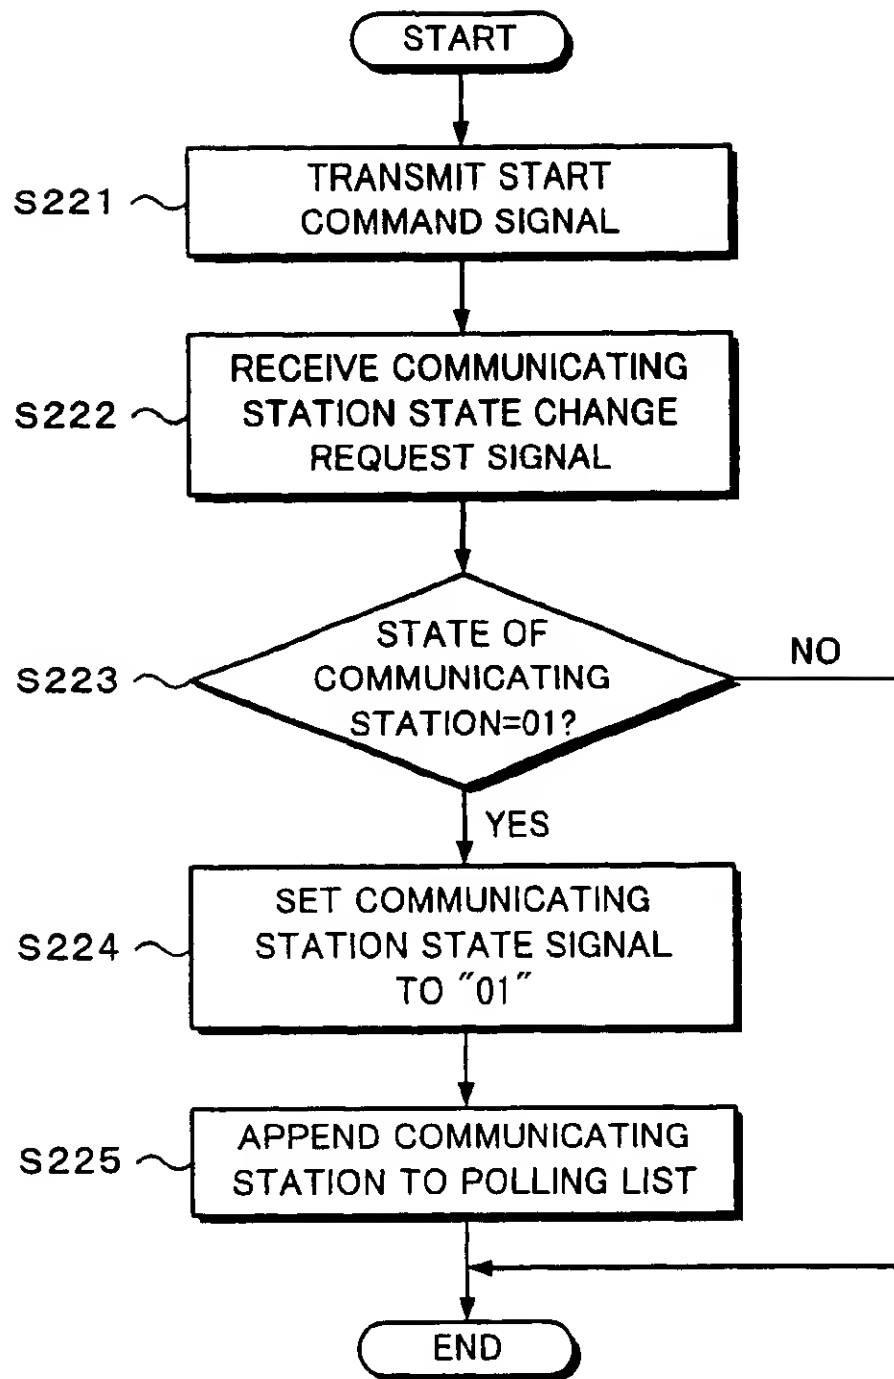 START
S221
TRANSMIT START
COMMAND SIGNAL
S222
RECEIVE COMMUNICATING
STATION STATE CHANGE
REQUEST SIGNAL
S223
STATE OF
COMMUNICATING
STATION=01?
NO
YES
S224
SET COMMUNICATING
STATION STATE SIGNAL
TO "01"
S225
APPEND COMMUNICATING
STATION TO POLLING LIST
END